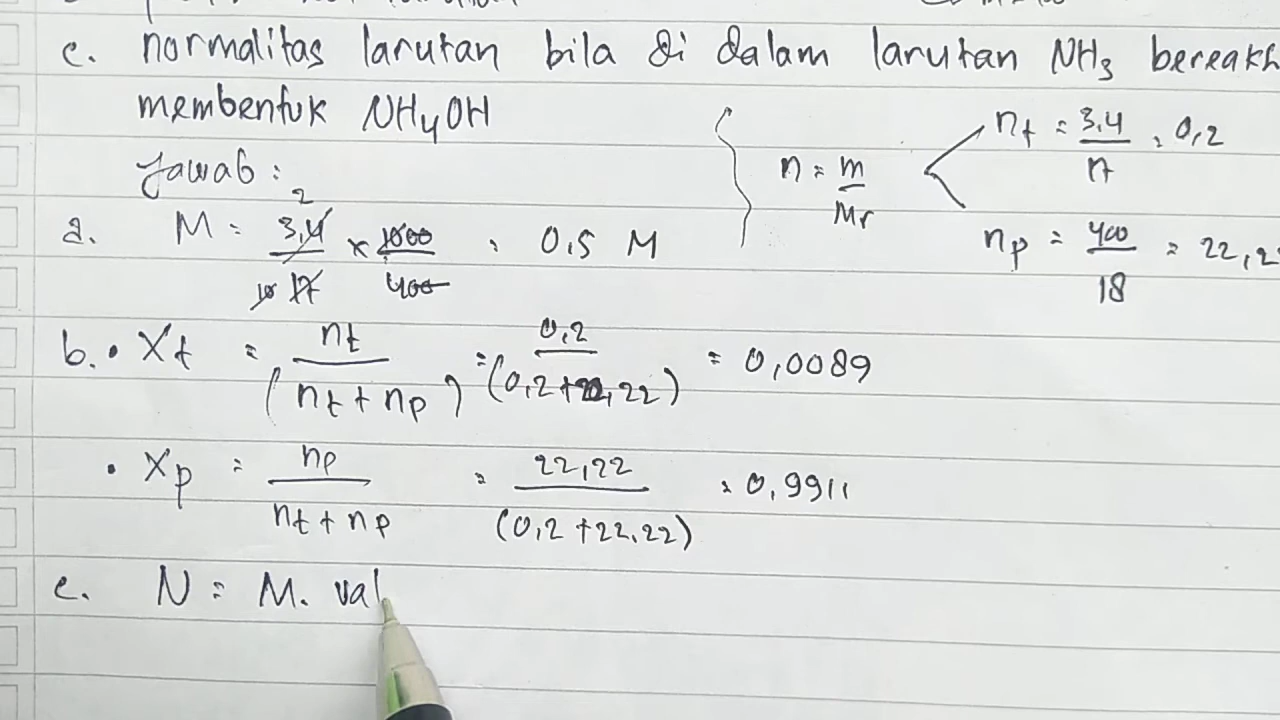 c. normalitas larutan bila di dalam larutan NH3 bereaks
membentuk NH4OH
Jawab :
a. M = 3,4 / 17 × 1000 / 400 = 0,5 M
n = m / Mr
nt = 3,4 / 17 = 0,2
np = 400 / 18 = 22,2
b. • Xt = nt / (nt + np) = 0,2 / (0,2 + 22,22) = 0,0089
• Xp = np / nt + np = 22,22 / (0,2 + 22,22) = 0,9911
c. N = M. val